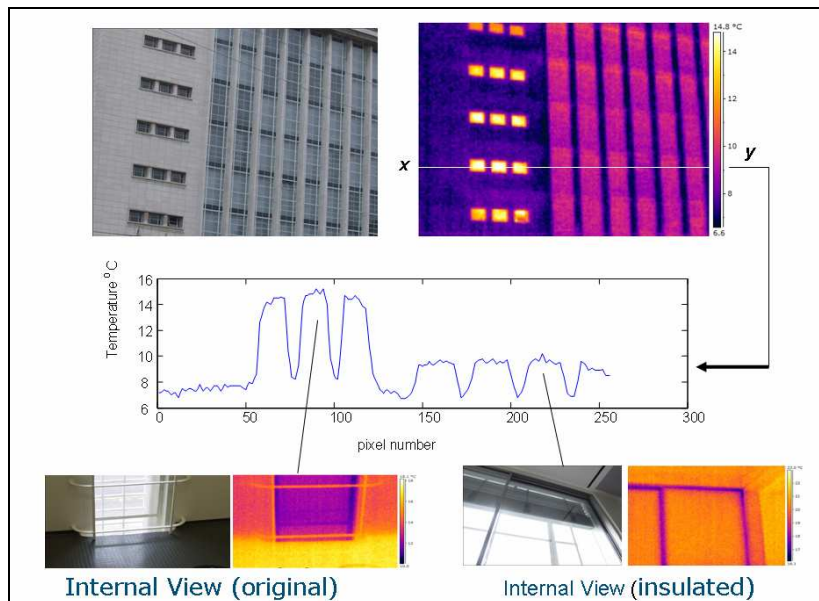 14.8 °C
14
12
10
8
6.6
x
y
Temperature °C
16
14
12
10
8
6
0
50
100
150
200
250
300
pixel number
Internal View (original)
Internal View (insulated)